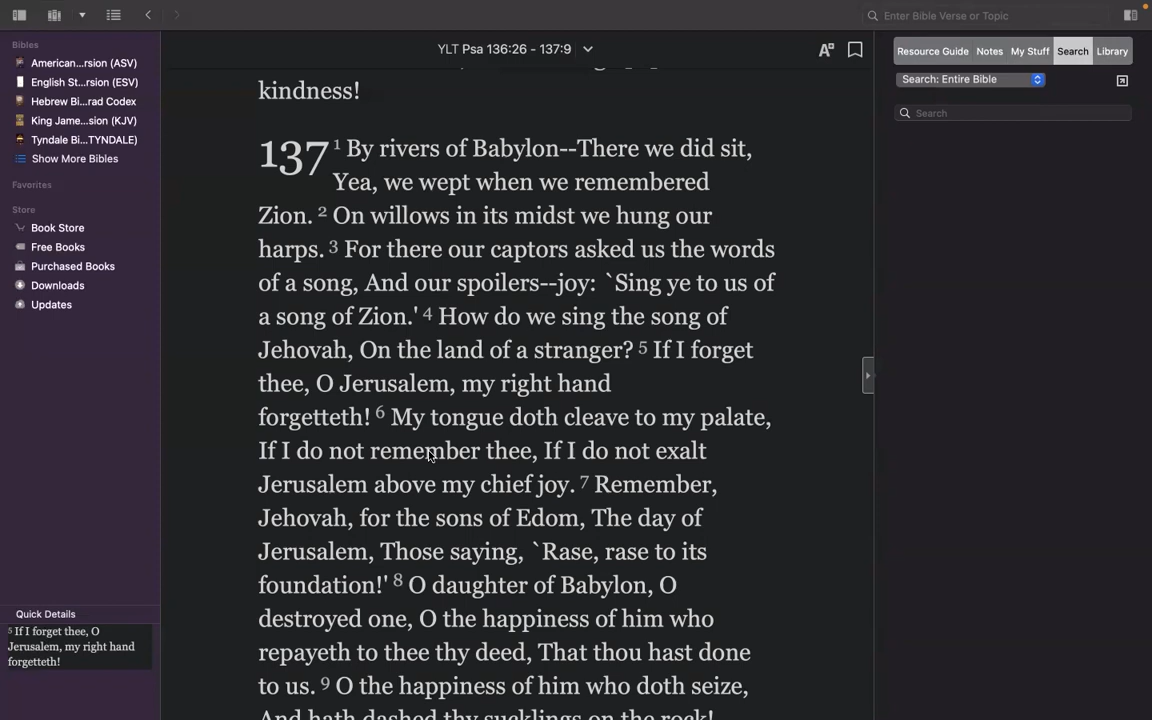 Enter Bible Verse or Topic
Bibles
American...rsion (ASV)
English St...rsion (ESV)
Hebrew Bi...rad Codex
King Jame...sion (KJV)
Tyndale Bi...TYNDALE)
Show More Bibles
Favorites
Store
Book Store
Free Books
Purchased Books
Downloads
Updates
Quick Details
5 If I forget thee, O
Jerusalem, my right hand
forgetteth!
YLT Psa 136:26 - 137:9
kindness!
137 1 By rivers of Babylon--There we did sit,
Yea, we wept when we remembered
Zion. 2 On willows in its midst we hung our
harps. 3 For there our captors asked us the words
of a song, And our spoilers--joy: `Sing ye to us of
a song of Zion.' 4 How do we sing the song of
Jehovah, On the land of a stranger? 5 If I forget
thee, O Jerusalem, my right hand
forgetteth! 6 My tongue doth cleave to my palate,
If I do not remember thee, If I do not exalt
Jerusalem above my chief joy. 7 Remember,
Jehovah, for the sons of Edom, The day of
Jerusalem, Those saying, `Rase, rase to its
foundation!' 8 O daughter of Babylon, O
destroyed one, O the happiness of him who
repayeth to thee thy deed, That thou hast done
to us. 9 O the happiness of him who doth seize,
And hath dashed thy sucklings on the rock!
Resource Guide Notes My Stuff Search Library
Search: Entire Bible
Search